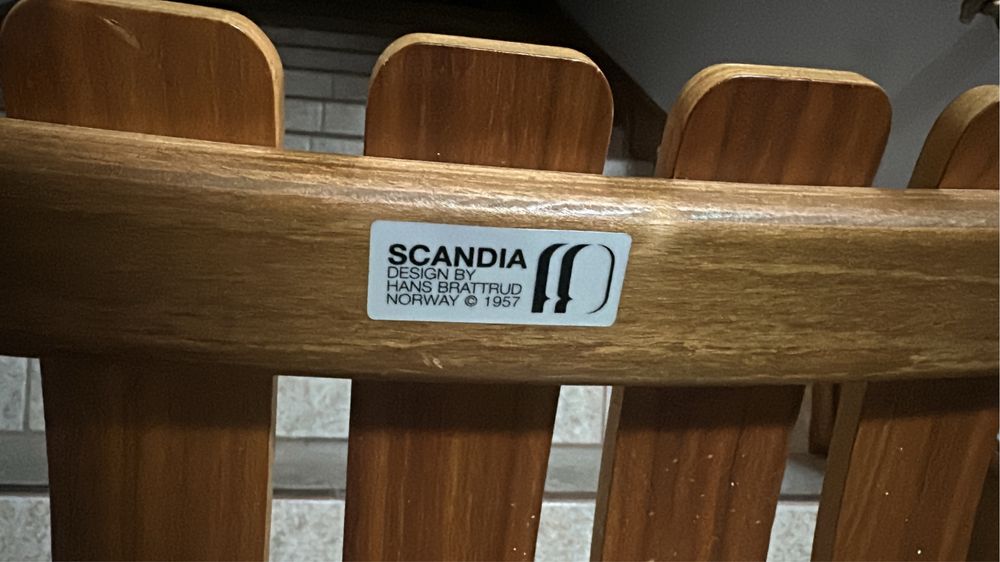 SCANDIA
DESIGN BY
HANS BRATTRUD
NORWAY © 1957